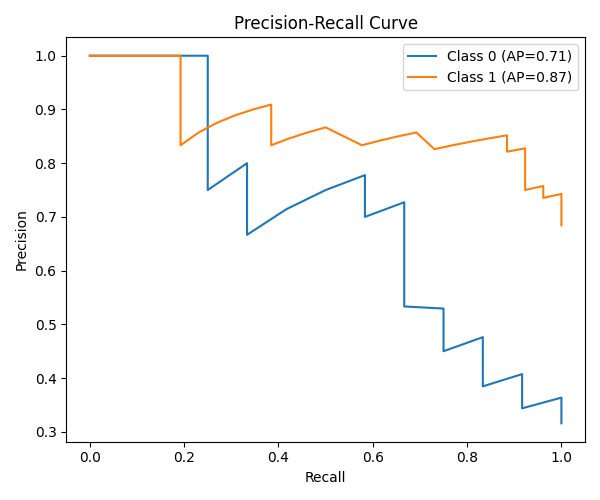 Precision-Recall Curve
Class 0 (AP=0.71)
Class 1 (AP=0.87)
Precision
1.0
0.9
0.8
0.7
0.6
0.5
0.4
0.3
0.0 0.2 0.4 0.6 0.8 1.0
Recall